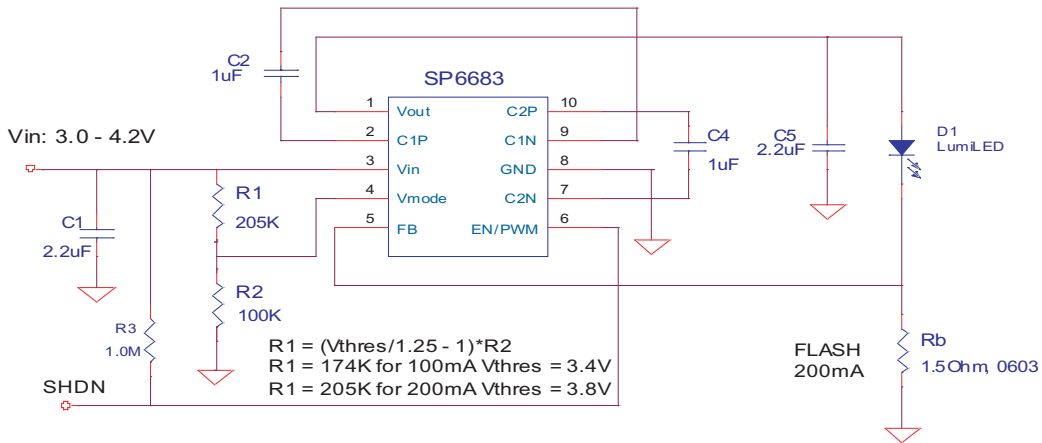 C2
1uF
SP6683
1
Vout
C2P
10
2
C1P
C1N
9
3
Vin
GND
8
4
Vmode
C2N
7
5
FB
EN/PWM
6
Vin: 3.0 - 4.2V
C1
2.2uF
R1
205K
R2
100K
R3
1.0M
SHDN
C4
1uF
C5
2.2uF
D1
LumiLED
R1 = (Vthres/1.25 - 1)*R2
R1 = 174K for 100mA Vthres = 3.4V
R1 = 205K for 200mA Vthres = 3.8V
FLASH
200mA
Rb
1.5Ohm, 0603